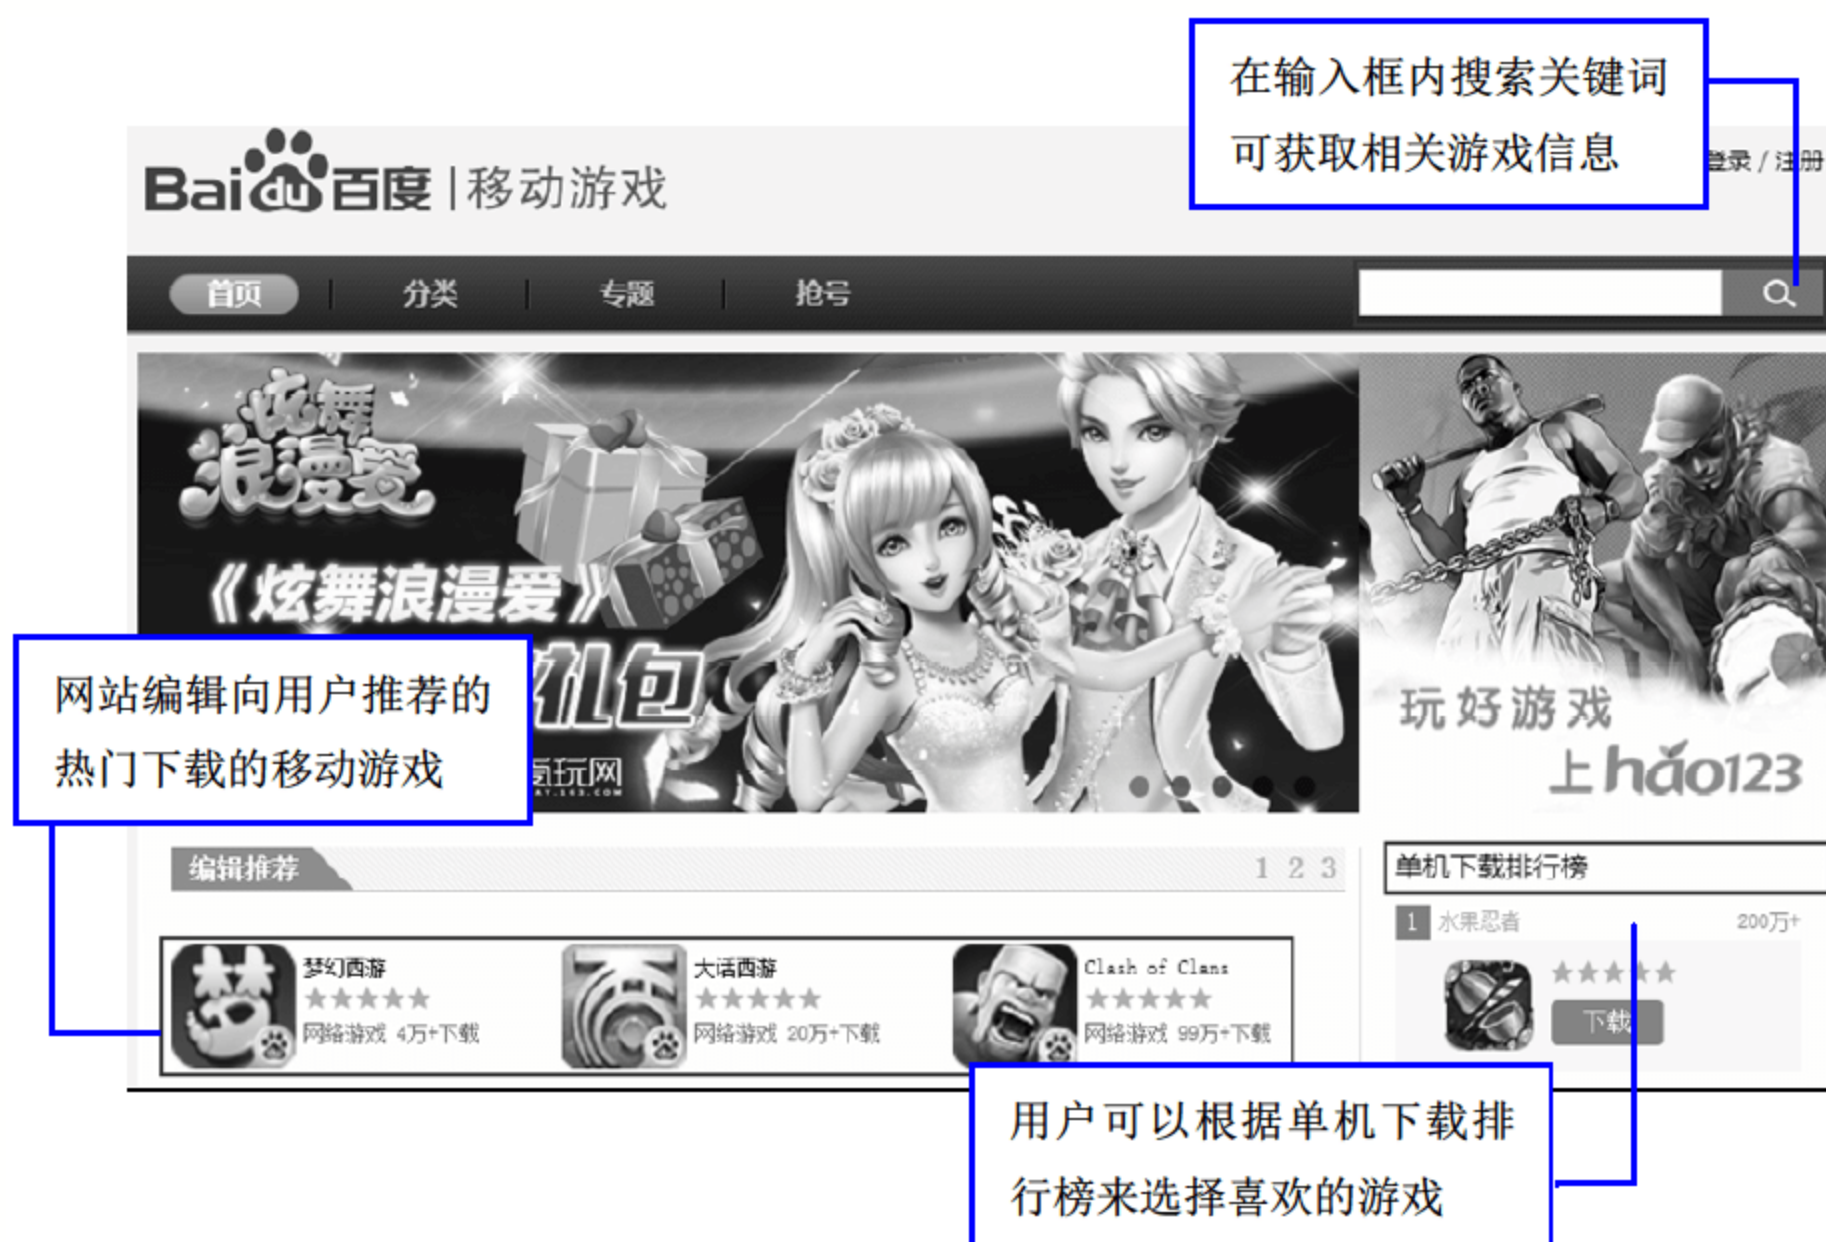 在输入框内搜索关键词
可获取相关游戏信息
Bai du 百度 | 移动游戏
登录 / 注册
首页 分类 专题 抢号
炫舞
浪漫爱
《炫舞浪漫爱》
礼包
玩网
玩好游戏
上hao123
网站编辑向用户推荐的
热门下载的移动游戏
编辑推荐 1 2 3
单机下载排行榜
1 水果忍者 200万+
下载
梦幻西游
网络游戏 4万+下载
大话西游
网络游戏 20万+下载
Clash of Clans
网络游戏 99万+下载
用户可以根据单机下载排
行榜来选择喜欢的游戏